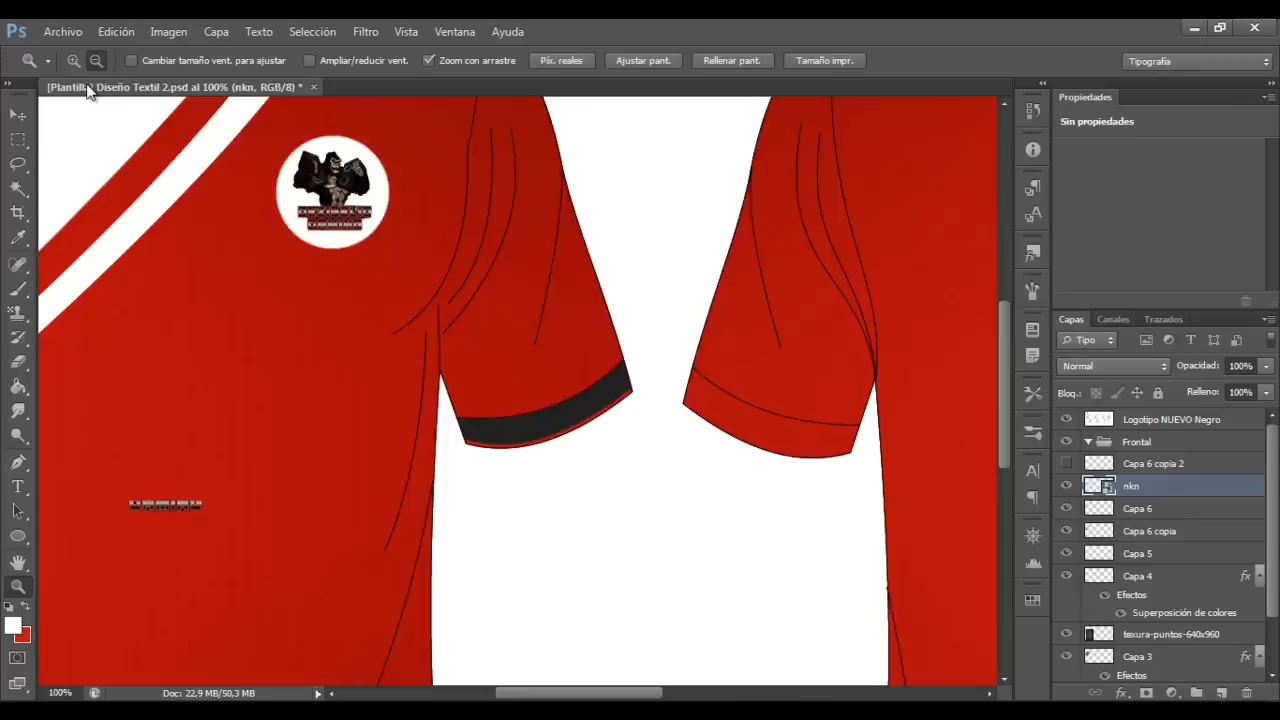 Ps Archivo Edición Imagen Capa Texto Selección Filtro Vista Ventana Ayuda
Cambiar tamaño vent. para ajustar Ampliar/reducir vent. Zoom con arrastre Píx. reales Ajustar pant. Rellenar pant. Tamaño impr. Tipografía
[Plantilla] Diseño Textil 2.psd al 100% (nkn, RGB/8) *
Propiedades
Sin propiedades
Capas Canales Trazados
Tipo
Normal Opacidad: 100%
Bloq.: Relleno: 100%
Logotipo NUEVO Negro
Frontal
Capa 6 copia 2
nkn
Capa 6
Capa 6 copia
Capa 5
Capa 4 fx
Efectos
Superposición de colores
texura-puntos-640x960
Capa 3 fx
Efectos
100% Doc: 22,9 MB/50,3 MB